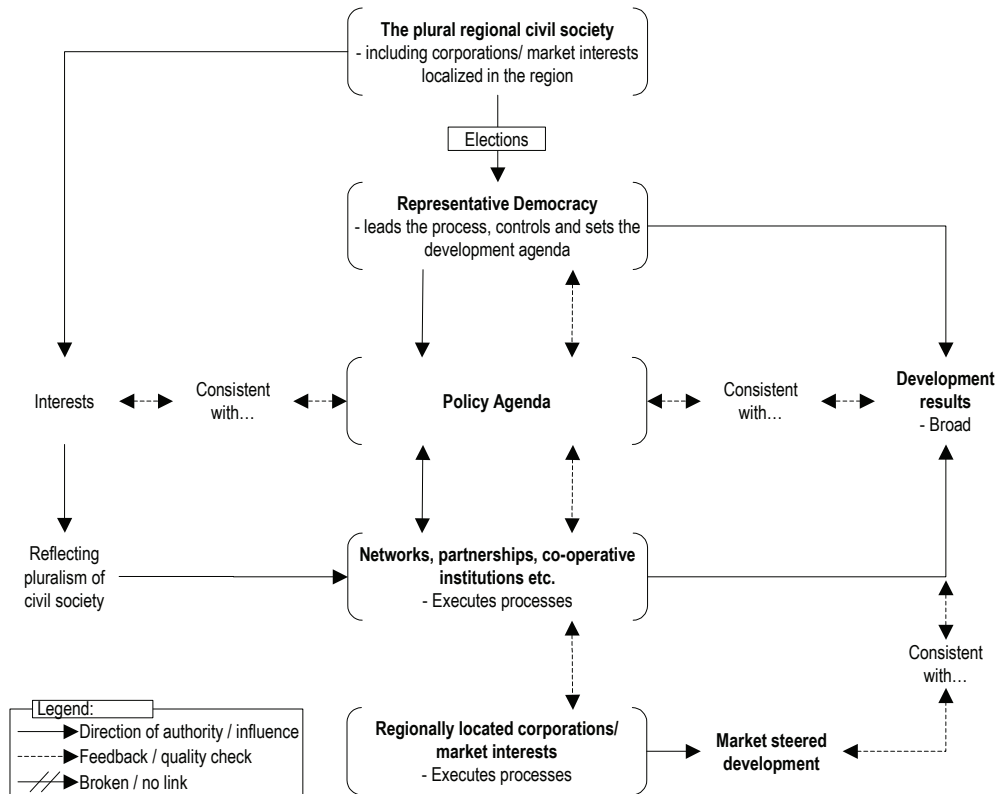 The plural regional civil society
- including corporations/ market interests
localized in the region
Elections
Representative Democracy
- leads the process, controls and sets the
development agenda
Interests
Consistent
with…
Policy Agenda
Consistent
with…
Development
results
- Broad
Reflecting
pluralism of
civil society
Networks, partnerships, co-operative
institutions etc.
- Executes processes
Consistent
with…
Regionally located corporations/
market interests
- Executes processes
Market steered
development
Legend:
Direction of authority / influence
Feedback / quality check
Broken / no link